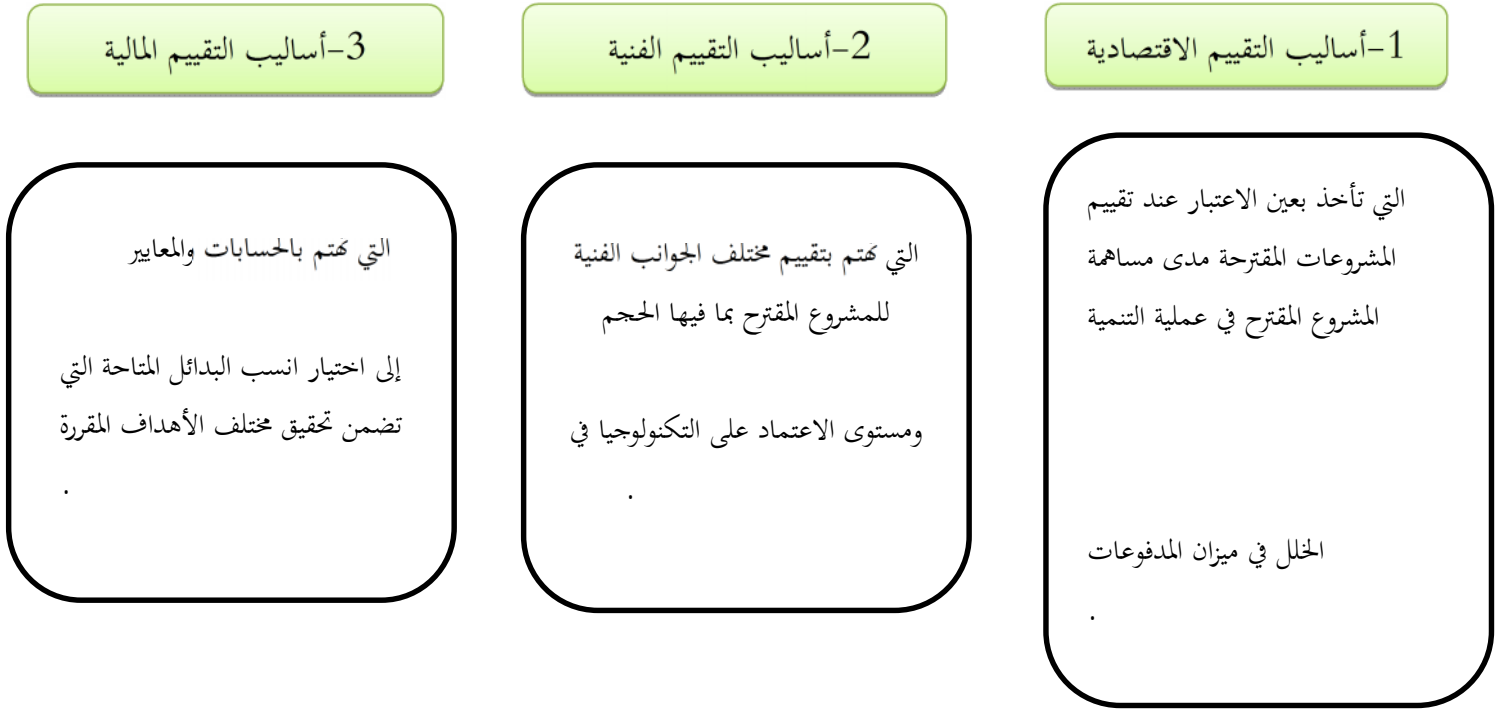 1-أساليب التقييم الاقتصادية
التي تأخذ بعين الاعتبار عند تقييم
المشروعات المقترحة مدى مساهمة
المشروع المقترح في عملية التنمية
الخلل في ميزان المدفوعات
.
2-أساليب التقييم الفنية
التي تهتم بتقييم مختلف الجوانب الفنية
للمشروع المقترح بما فيها الحجم
ومستوى الاعتماد على التكنولوجيا في
.
3-أساليب التقييم المالية
التي تهتم بالحسابات والمعايير
إلى اختيار انسب البدائل المتاحة التي
تضمن تحقيق مختلف الأهداف المقررة
.